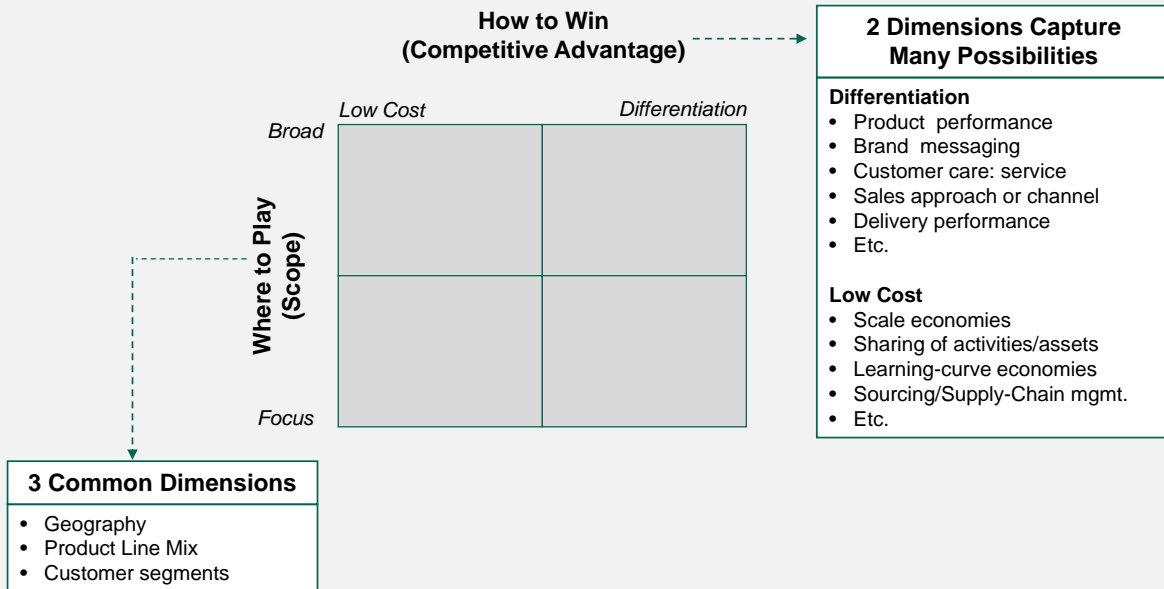 How to Win
(Competitive Advantage)
2 Dimensions Capture
Many Possibilities
Differentiation
• Product performance
• Brand messaging
• Customer care: service
• Sales approach or channel
• Delivery performance
• Etc.
Low Cost
• Scale economies
• Sharing of activities/assets
• Learning-curve economies
• Sourcing/Supply-Chain mgmt.
• Etc.
Low Cost
Differentiation
Broad
Where to Play
(Scope)
Focus
3 Common Dimensions
• Geography
• Product Line Mix
• Customer segments